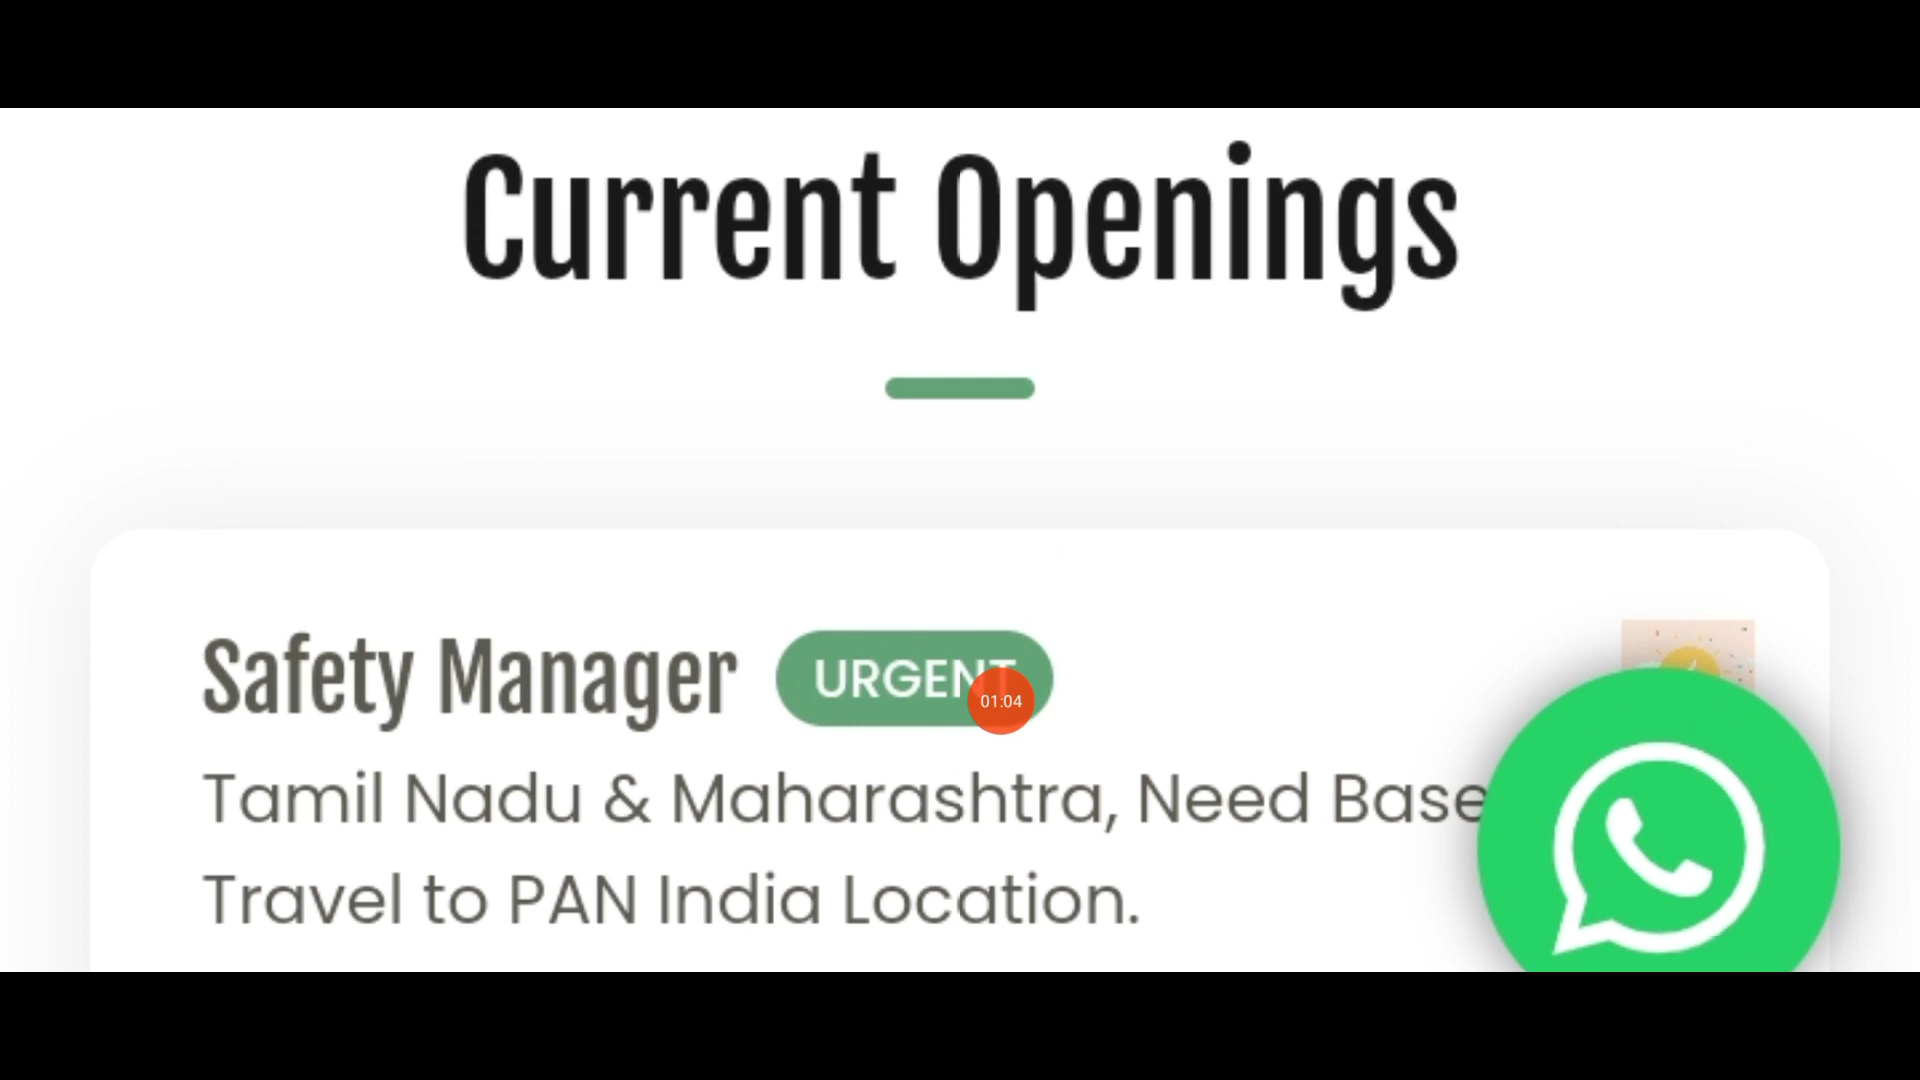 Current Openings
Safety Manager URGENT
01:04
Tamil Nadu & Maharashtra, Need Base
Travel to PAN India Location.